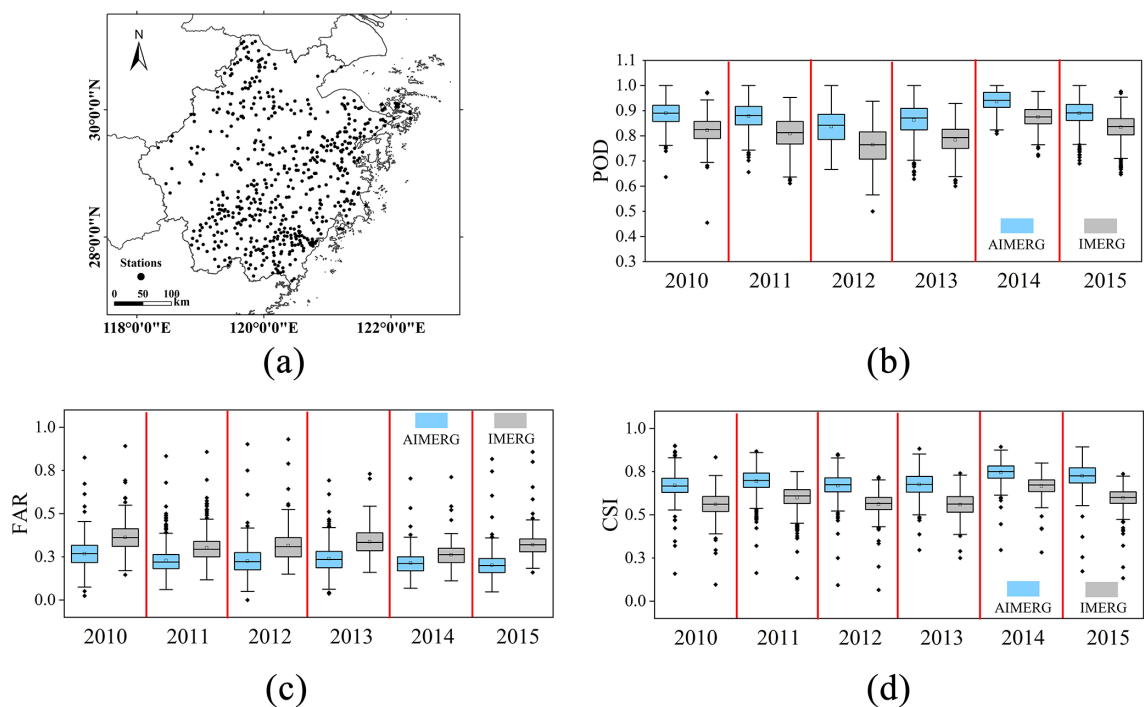 N
30°0'0"N
28°0'0"N
Stations
0 50 100
km
118°0'0"E
120°0'0"E
122°0'0"E
(a)
POD
1.1
1.0
0.9
0.8
0.7
0.6
0.5
0.4
0.3
AIMERG
IMERG
2010 2011 2012 2013 2014 2015
(b)
FAR
1.0
0.8
0.5
0.3
0.0
AIMERG
IMERG
2010 2011 2012 2013 2014 2015
(c)
CSI
1.0
0.8
0.5
0.3
0.0
AIMERG
IMERG
2010 2011 2012 2013 2014 2015
(d)